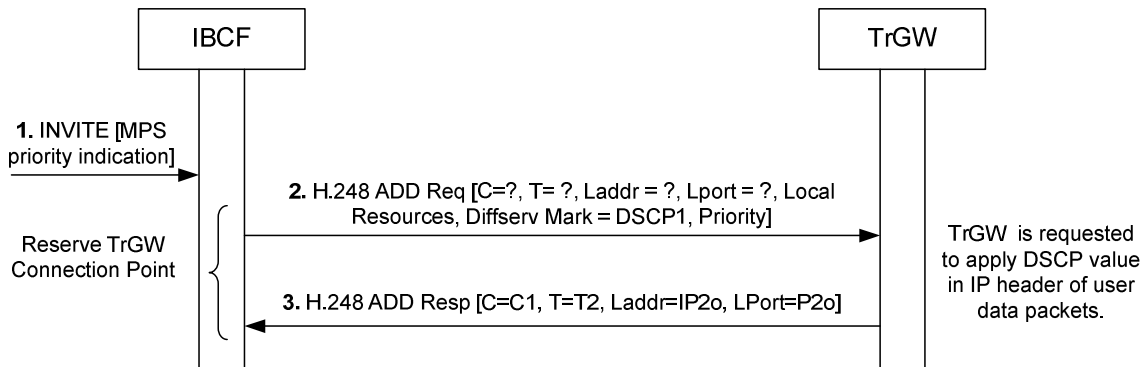 IBCF
TrGW
1. INVITE [MPS
priority indication]
2. H.248 ADD Req [C=?, T= ?, Laddr = ?, Lport = ?, Local
Resources, Diffserv Mark = DSCP1, Priority]
Reserve TrGW
Connection Point
TrGW is requested
to apply DSCP value
in IP header of user
data packets.
3. H.248 ADD Resp [C=C1, T=T2, Laddr=IP2o, LPort=P2o]